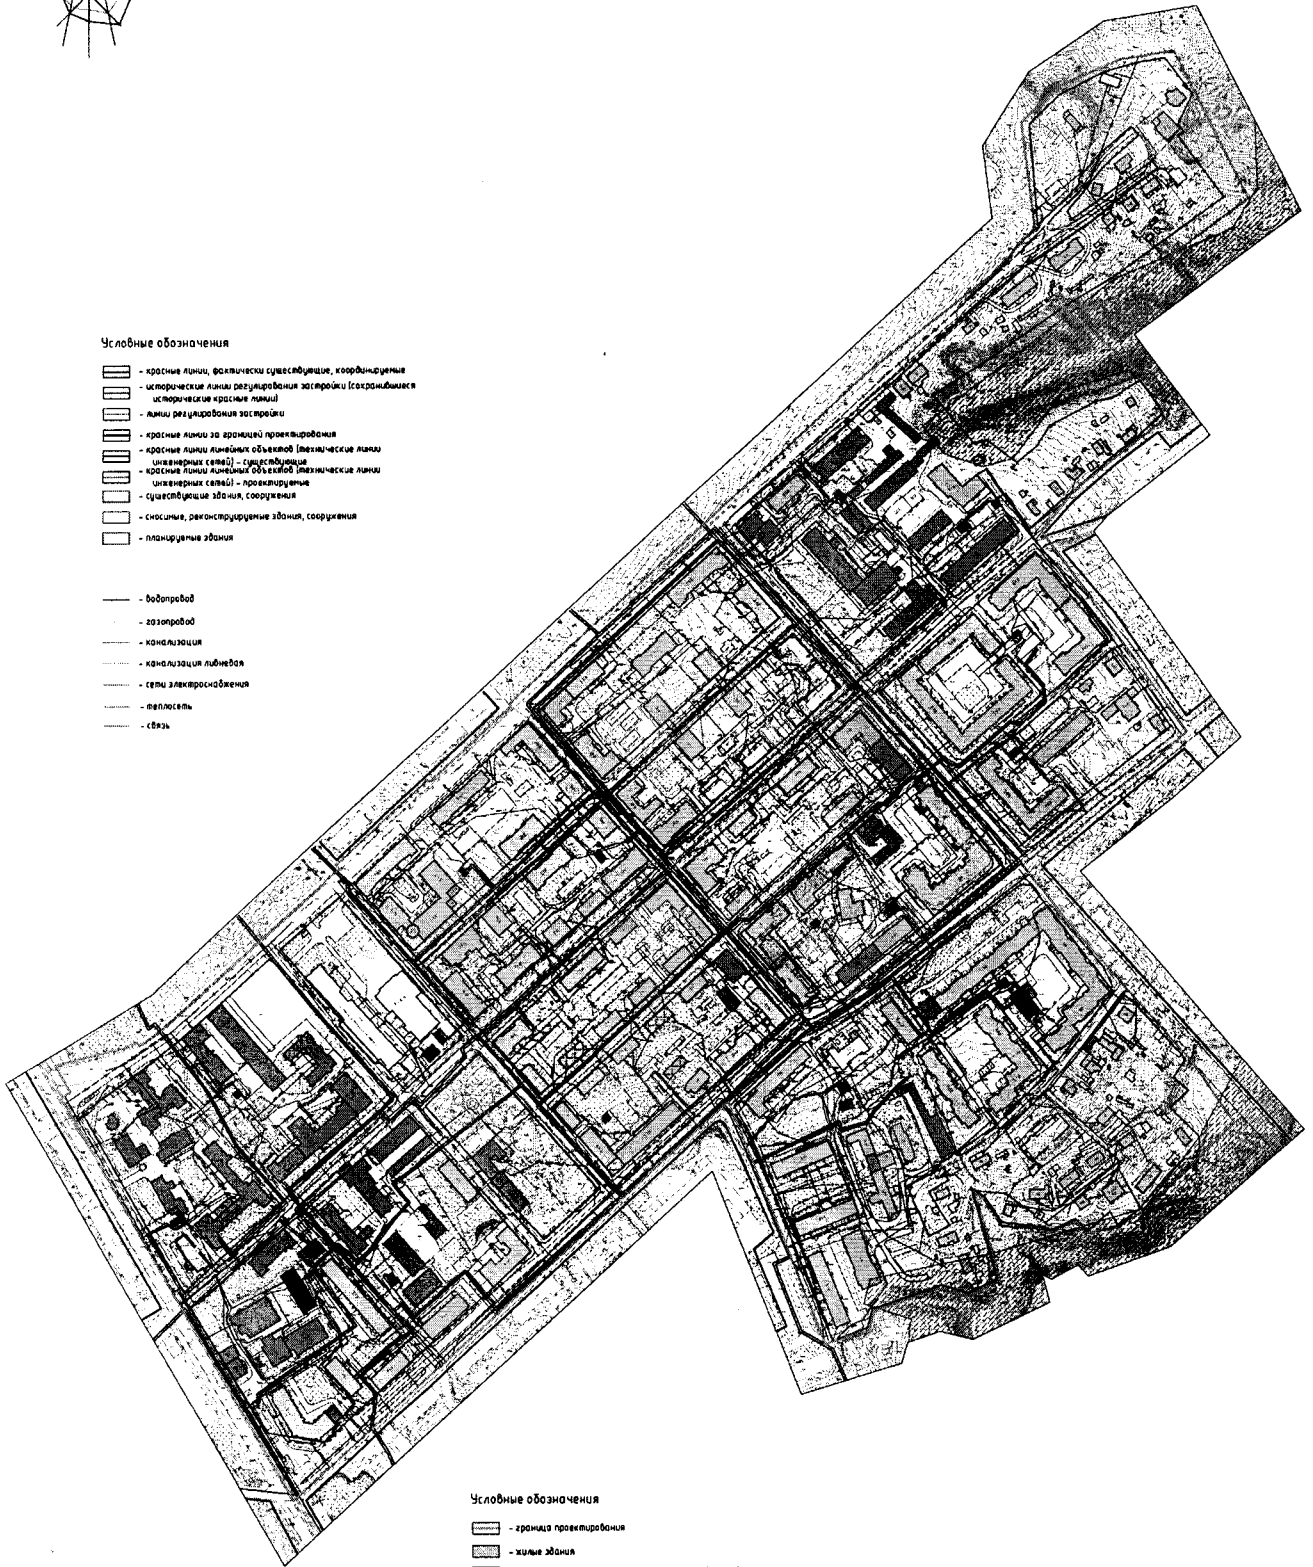 Условные обозначения
- красные линии, фактически существующие, координируемые
- исторические линии регулирования застройки (сохранившиеся
исторические красные линии)
- линии регулирования застройки
- красные линии за границей проектирования
- красные линии линейных объектов (технические линии
инженерных сетей) - существующие
- красные линии линейных объектов (технические линии
инженерных сетей) - проектируемые
- существующие здания, сооружения
- сносимые, реконструируемые здания, сооружения
- планируемые здания
- водопровод
- газопровод
- канализация
- канализация ливневая
- сети электроснабжения
- теплосеть
- связь
Условные обозначения
- граница проектирования
- жилые здания